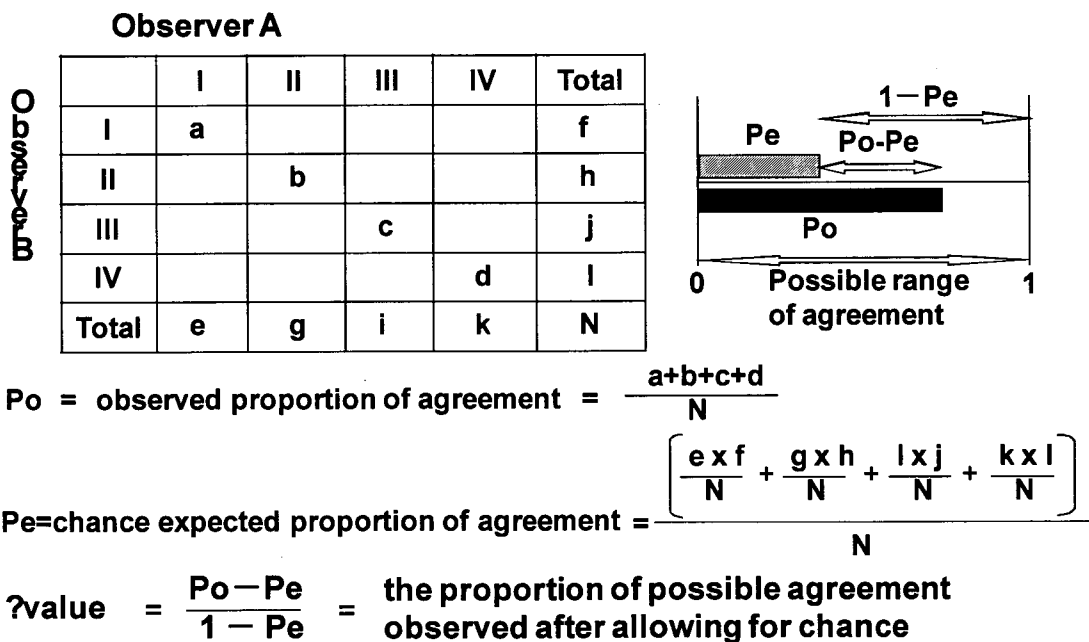 Observer A
Observer B
I II III IV Total
I a f
II b h
III c j
IV d l
Total e g i k N
1−Pe
Pe Po-Pe
Po
0 Possible range 1
of agreement
Po = observed proportion of agreement = a+b+c+d
N
Pe=chance expected proportion of agreement = [ e x f / N + g x h / N + l x j / N + k x l / N ]
N
?value = Po−Pe / 1 − Pe = the proportion of possible agreement
observed after allowing for chance